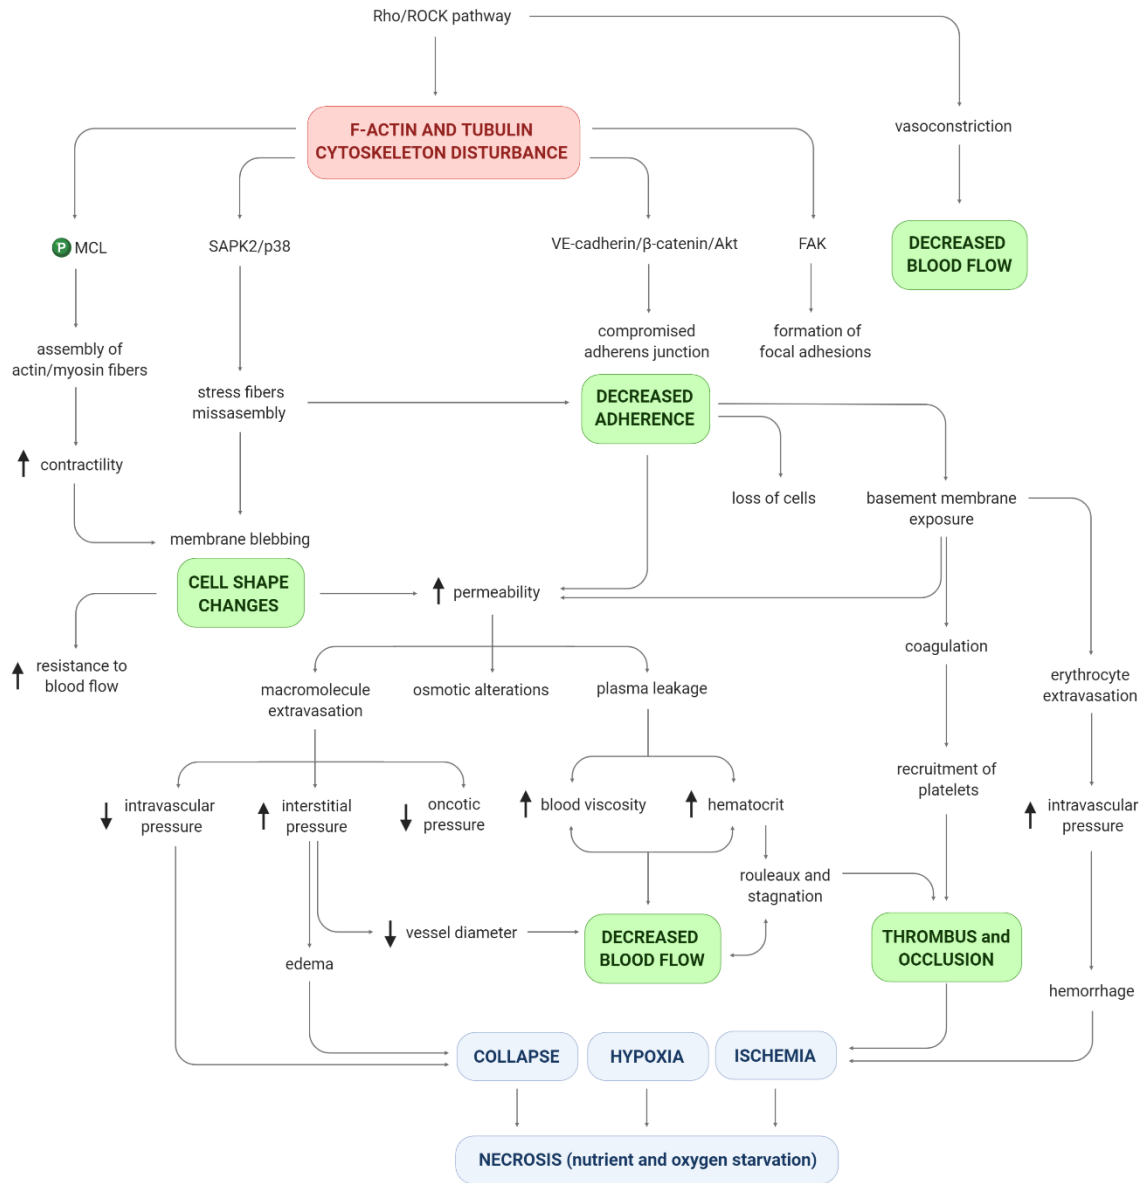 Rho/ROCK pathway
F-ACTIN AND TUBULIN
CYTOSKELETON DISTURBANCE
vasoconstriction
DECREASED
BLOOD FLOW
P MCL
SAPK2/p38
VE-cadherin/β-catenin/Akt
FAK
assembly of
actin/myosin fibers
compromised
adherens junction
formation of
focal adhesions
stress fibers
missasembly
DECREASED
ADHERENCE
contractility
loss of cells
basement membrane
exposure
membrane blebbing
CELL SHAPE
CHANGES
permeability
resistance to
blood flow
macromolecule
extravasation
osmotic alterations
plasma leakage
coagulation
erythrocyte
extravasation
intravascular
pressure
interstitial
pressure
oncotic
pressure
blood viscosity
hematocrit
recruitment of
platelets
intravascular
pressure
rouleaux and
stagnation
vessel diameter
DECREASED
BLOOD FLOW
THROMBUS and
OCCLUSION
edema
hemorrhage
COLLAPSE
HYPOXIA
ISCHEMIA
NECROSIS (nutrient and oxygen starvation)